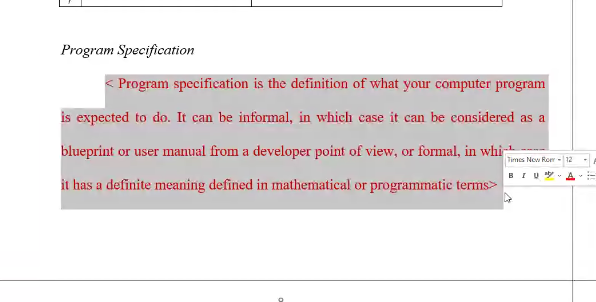 Program Specification
< Program specification is the definition of what your computer program
is expected to do. It can be informal, in which case it can be considered as a
blueprint or user manual from a developer point of view, or formal, in which case
Times New Rom 12
it has a definite meaning defined in mathematical or programmatic terms>
B I U aby A